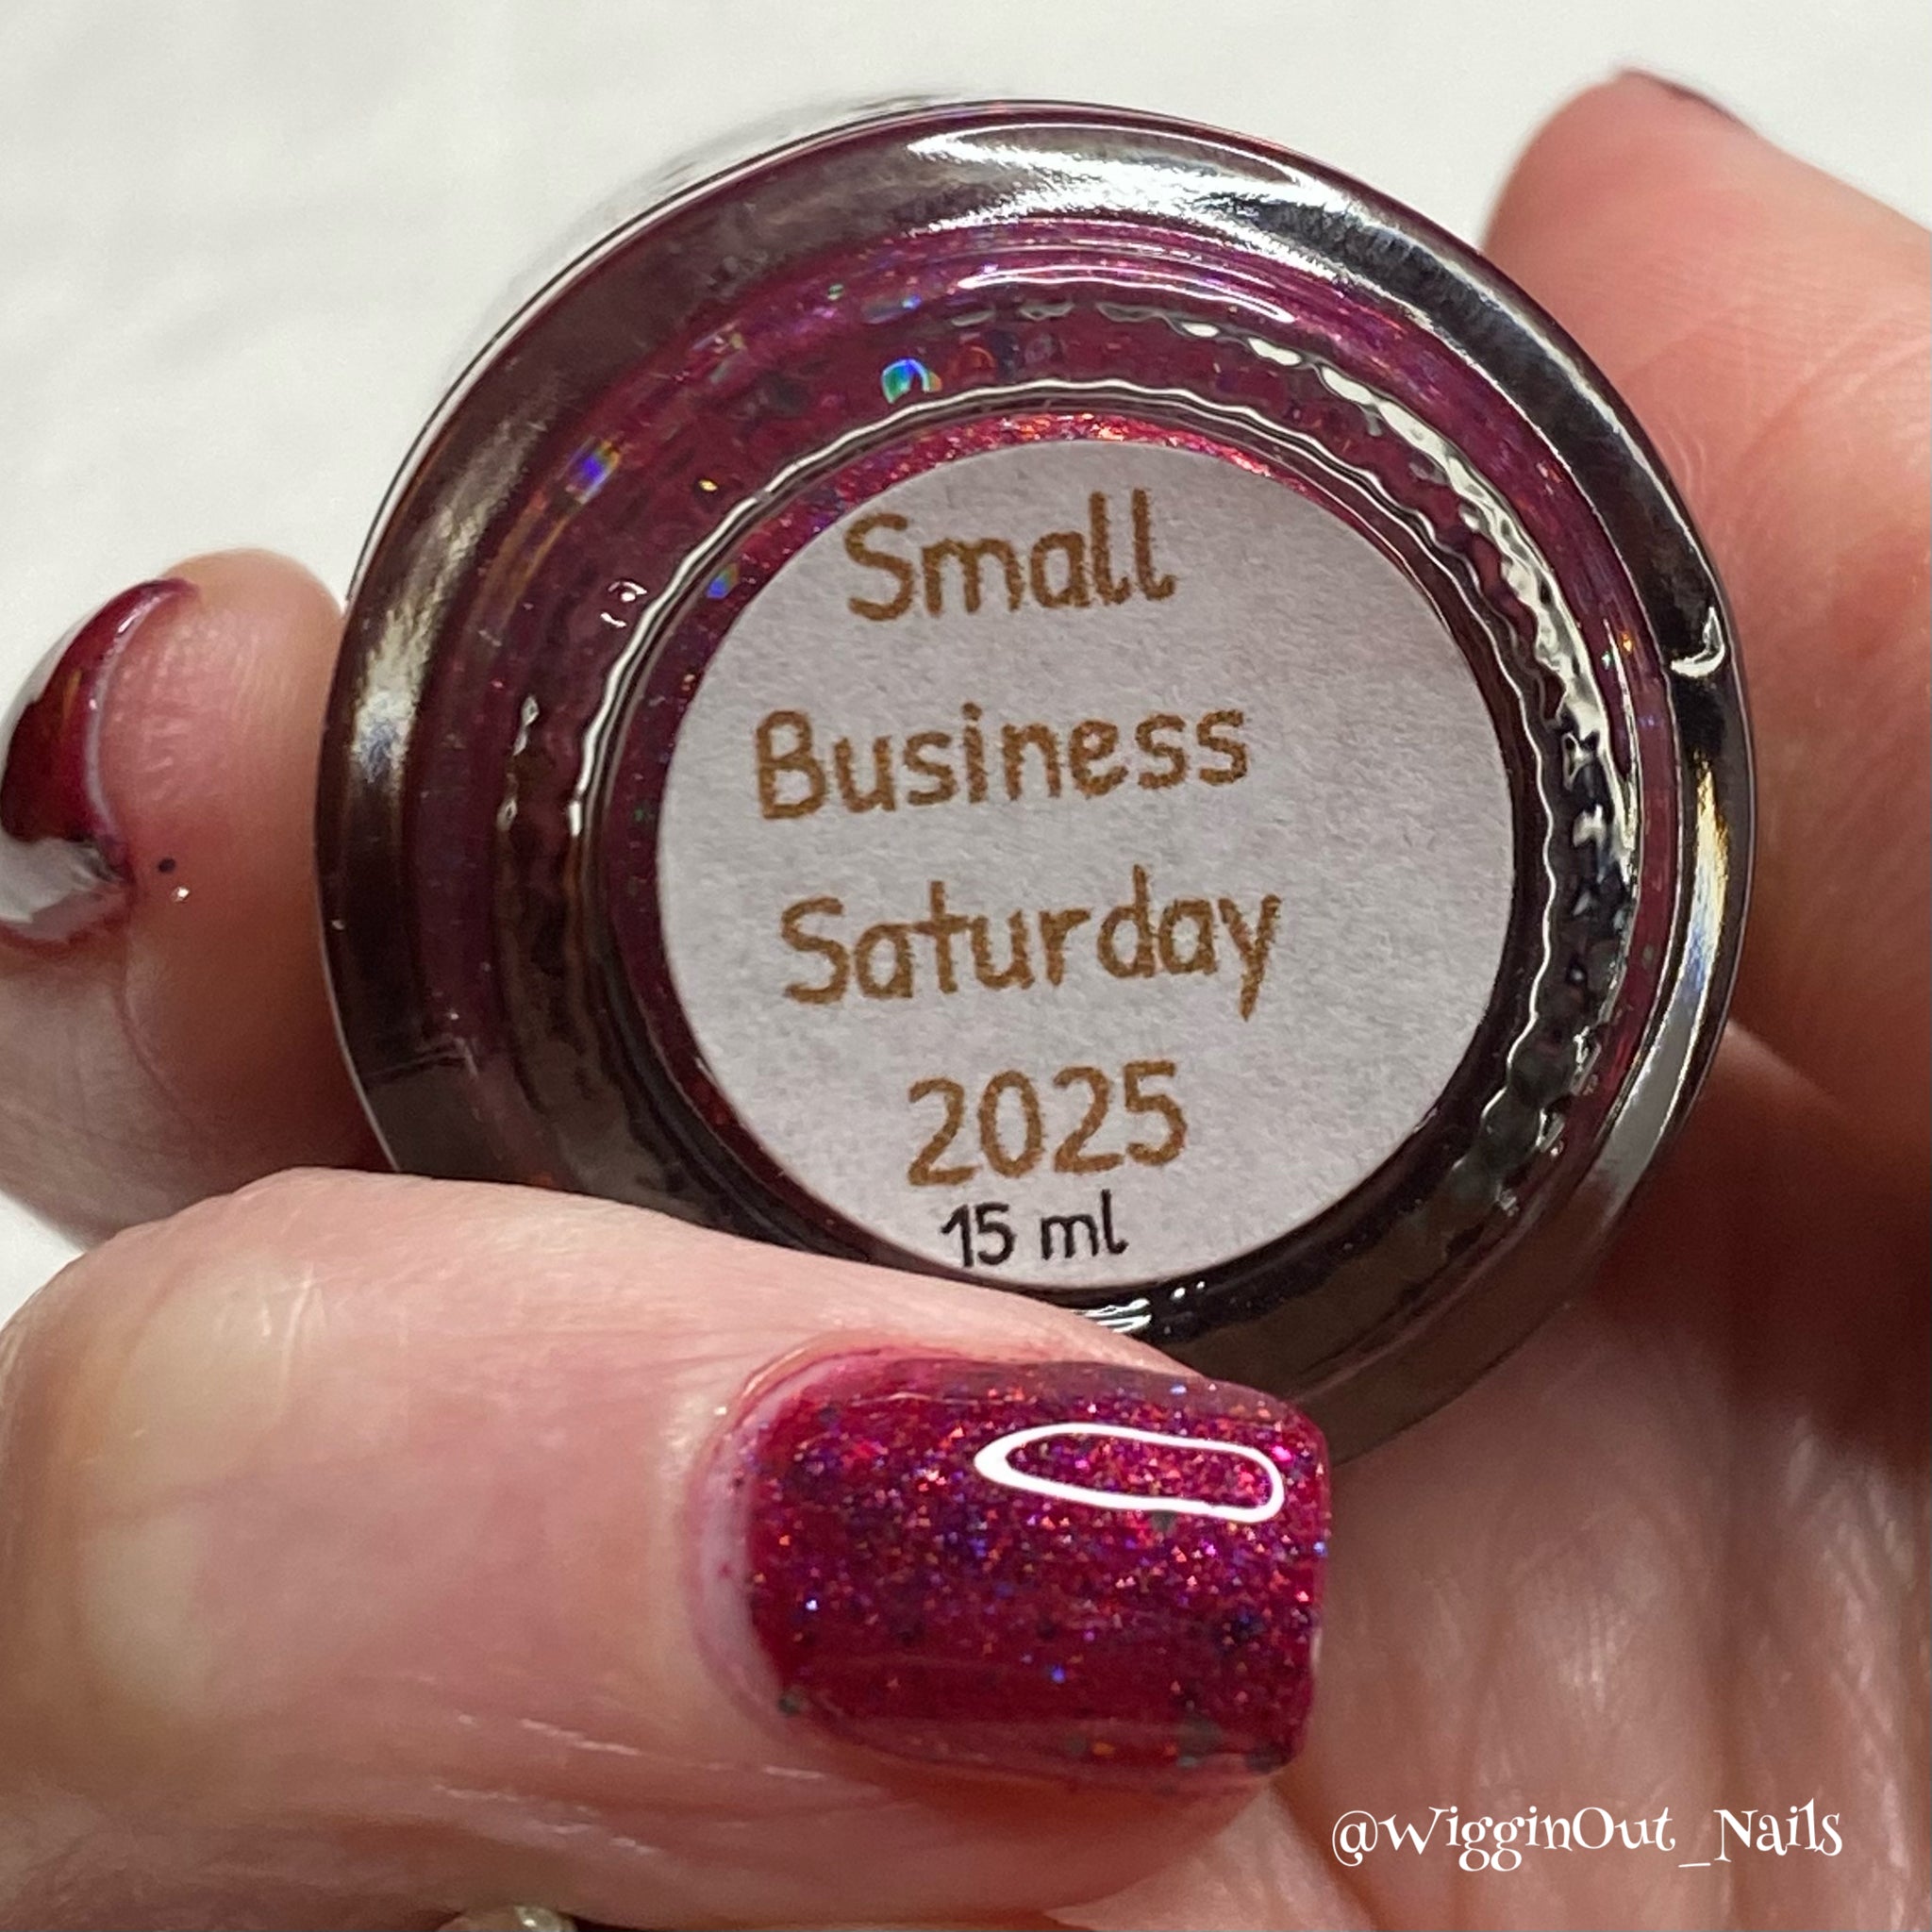 Small
Business
Saturday
2025
15 ml
@WigginOut_Nails